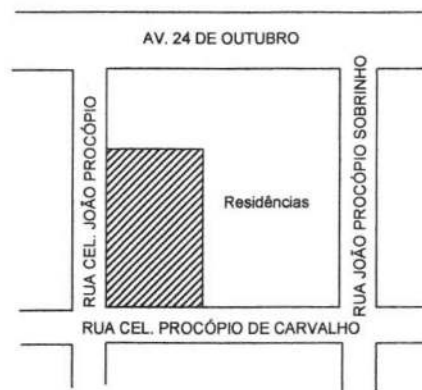 AV. 24 DE OUTUBRO
RUA CEL. JOÃO PROCÓPIO
Residências
RUA JOÃO PROCÓPIO SOBRINHO
RUA CEL. PROCÓPIO DE CARVALHO